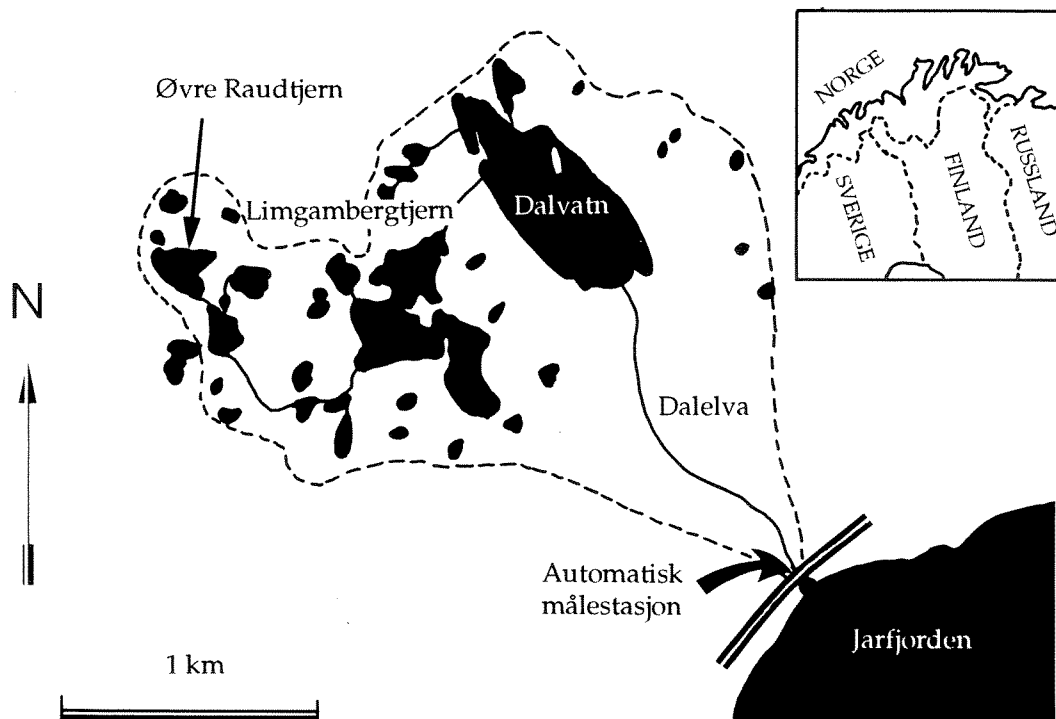 Øvre Raudtjern
Limgambergtjern
Dalvatn
Dalelva
Automatisk
målestasjon
Jarfjorden
N
1 km
NORGE
SVERIGE
FINLAND
RUSSLAND